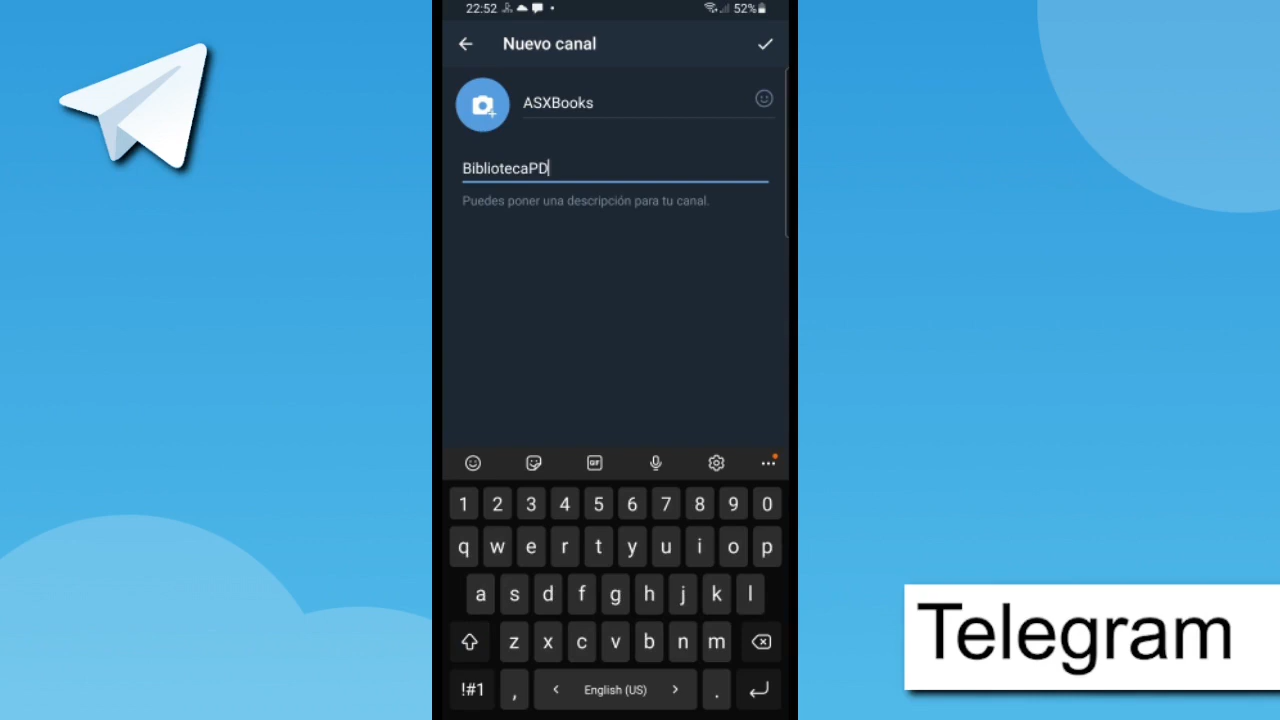 22:52
52%
Nuevo canal
ASXBooks
BibliotecaPD
Puedes poner una descripción para tu canal.
GIF
1 2 3 4 5 6 7 8 9 0
q w e r t y u i o p
a s d f g h j k l
z x c v b n m
!#1 , < English (US) > .
Telegram